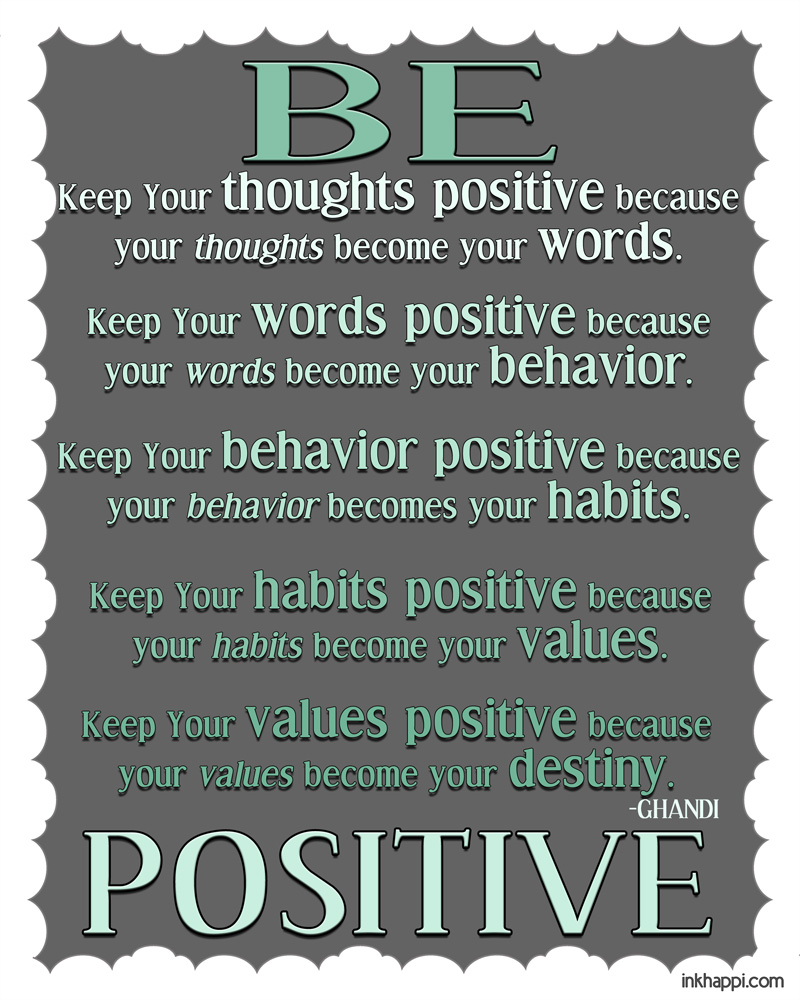 BE
Keep Your thoughts positive because
your thoughts become your words.
Keep Your words positive because
your words become your behavior.
Keep Your behavior positive because
your behavior becomes your habits.
Keep Your habits positive because
your habits become your values.
Keep Your values positive because
your values become your destiny.
-GHANDI
POSITIVE
inkhappi.com